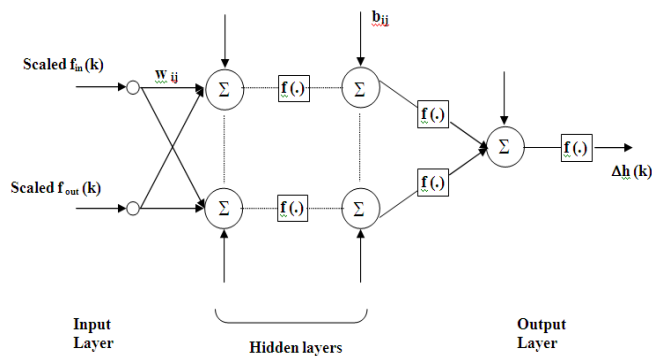 b_ij
Scaled f_in (k)
w_ij
Σ
f (.)
Σ
f (.)
Σ
f (.)
Δh (k)
Scaled f_out (k)
f (.)
Σ
f (.)
Σ
Input
Layer
Hidden layers
Output
Layer